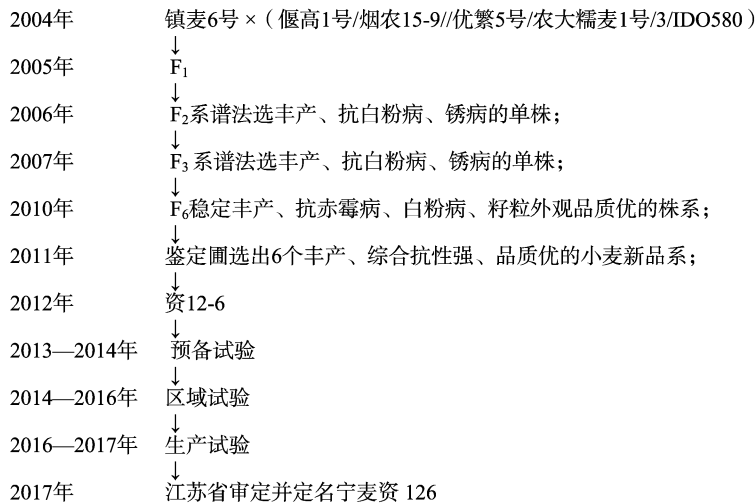 2004年 镇麦6号 ×（ 偃高1号/烟农15-9//优繁5号/农大糯麦1号/3/IDO580 ）
↓
2005年 F1
↓
2006年 F2系谱法选丰产、抗白粉病、锈病的单株；
↓
2007年 F3 系谱法选丰产、抗白粉病、锈病的单株；
↓
2010年 F6稳定丰产、抗赤霉病、白粉病、籽粒外观品质优的株系；
↓
2011年 鉴定圃选出6个丰产、综合抗性强、品质优的小麦新品系；
↓
2012年 资12-6
↓
2013—2014年 预备试验
↓
2014—2016年 区域试验
↓
2016—2017年 生产试验
↓
2017年 江苏省审定并定名宁麦资 126